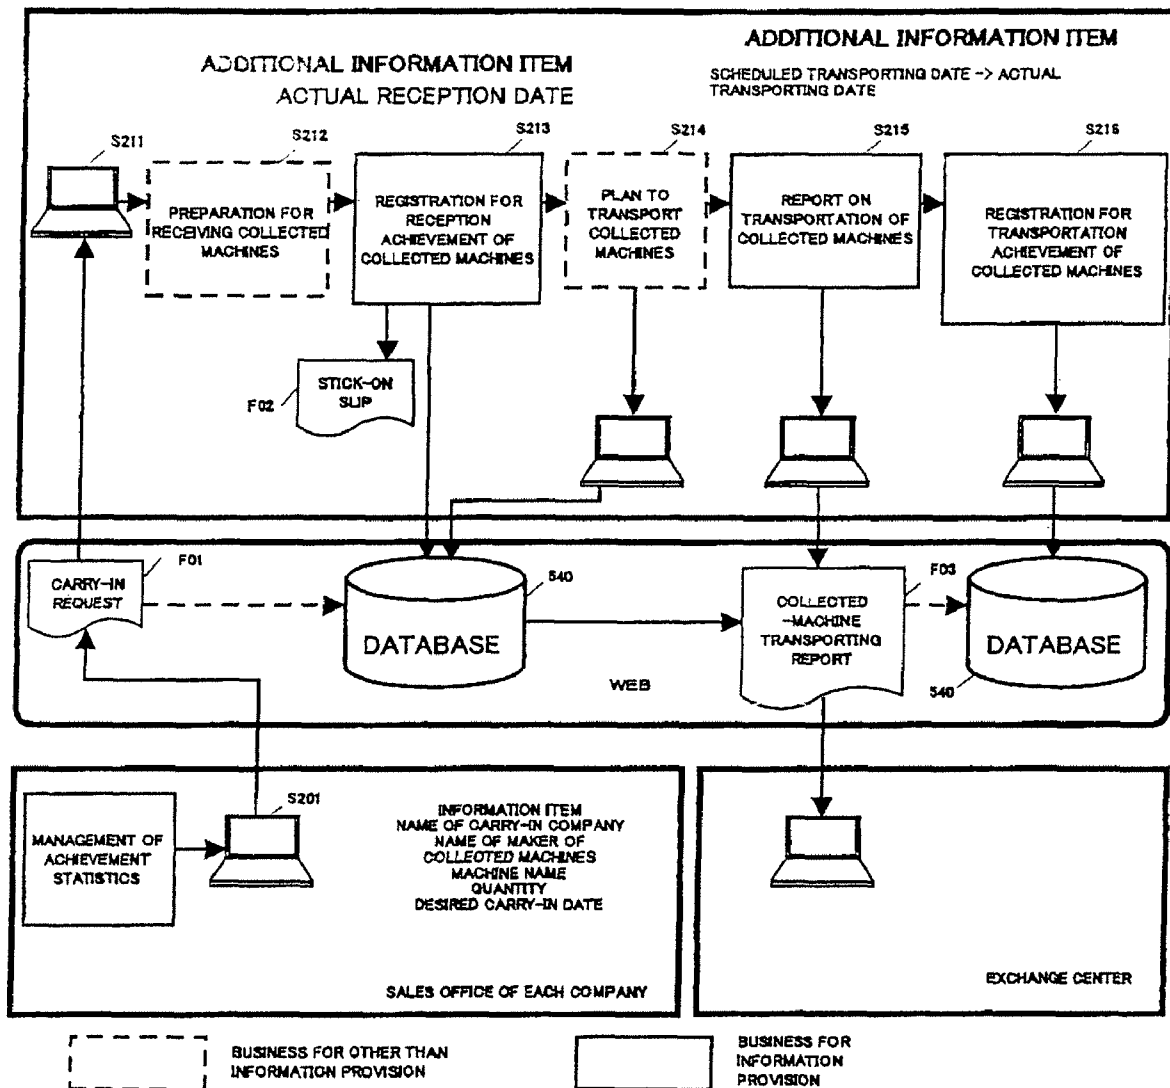 ADDITIONAL INFORMATION ITEM
ACTUAL RECEPTION DATE
ADDITIONAL INFORMATION ITEM
SCHEDULED TRANSPORTING DATE -> ACTUAL
TRANSPORTING DATE
S211
S212
S213
S214
S215
S216
PREPARATION FOR
RECEIVING COLLECTED
MACHINES
REGISTRATION FOR
RECEPTION
ACHIEVEMENT OF
COLLECTED MACHINES
PLAN TO
TRANSPORT
COLLECTED
MACHINES
REPORT ON
TRANSPORTATION OF
COLLECTED MACHINES
REGISTRATION FOR
TRANSPORTATION
ACHIEVEMENT OF
COLLECTED MACHINES
F02
STICK-ON
SLIP
CARRY-IN
REQUEST
F01
DATABASE
540
WEB
COLLECTED
-MACHINE
TRANSPORTING
REPORT
F03
DATABASE
540
MANAGEMENT OF
ACHIEVEMENT
STATISTICS
S201
INFORMATION ITEM
NAME OF CARRY-IN COMPANY
NAME OF MAKER OF
COLLECTED MACHINES
MACHINE NAME
QUANTITY
DESIRED CARRY-IN DATE
SALES OFFICE OF EACH COMPANY
EXCHANGE CENTER
BUSINESS FOR OTHER THAN
INFORMATION PROVISION
BUSINESS FOR
INFORMATION
PROVISION